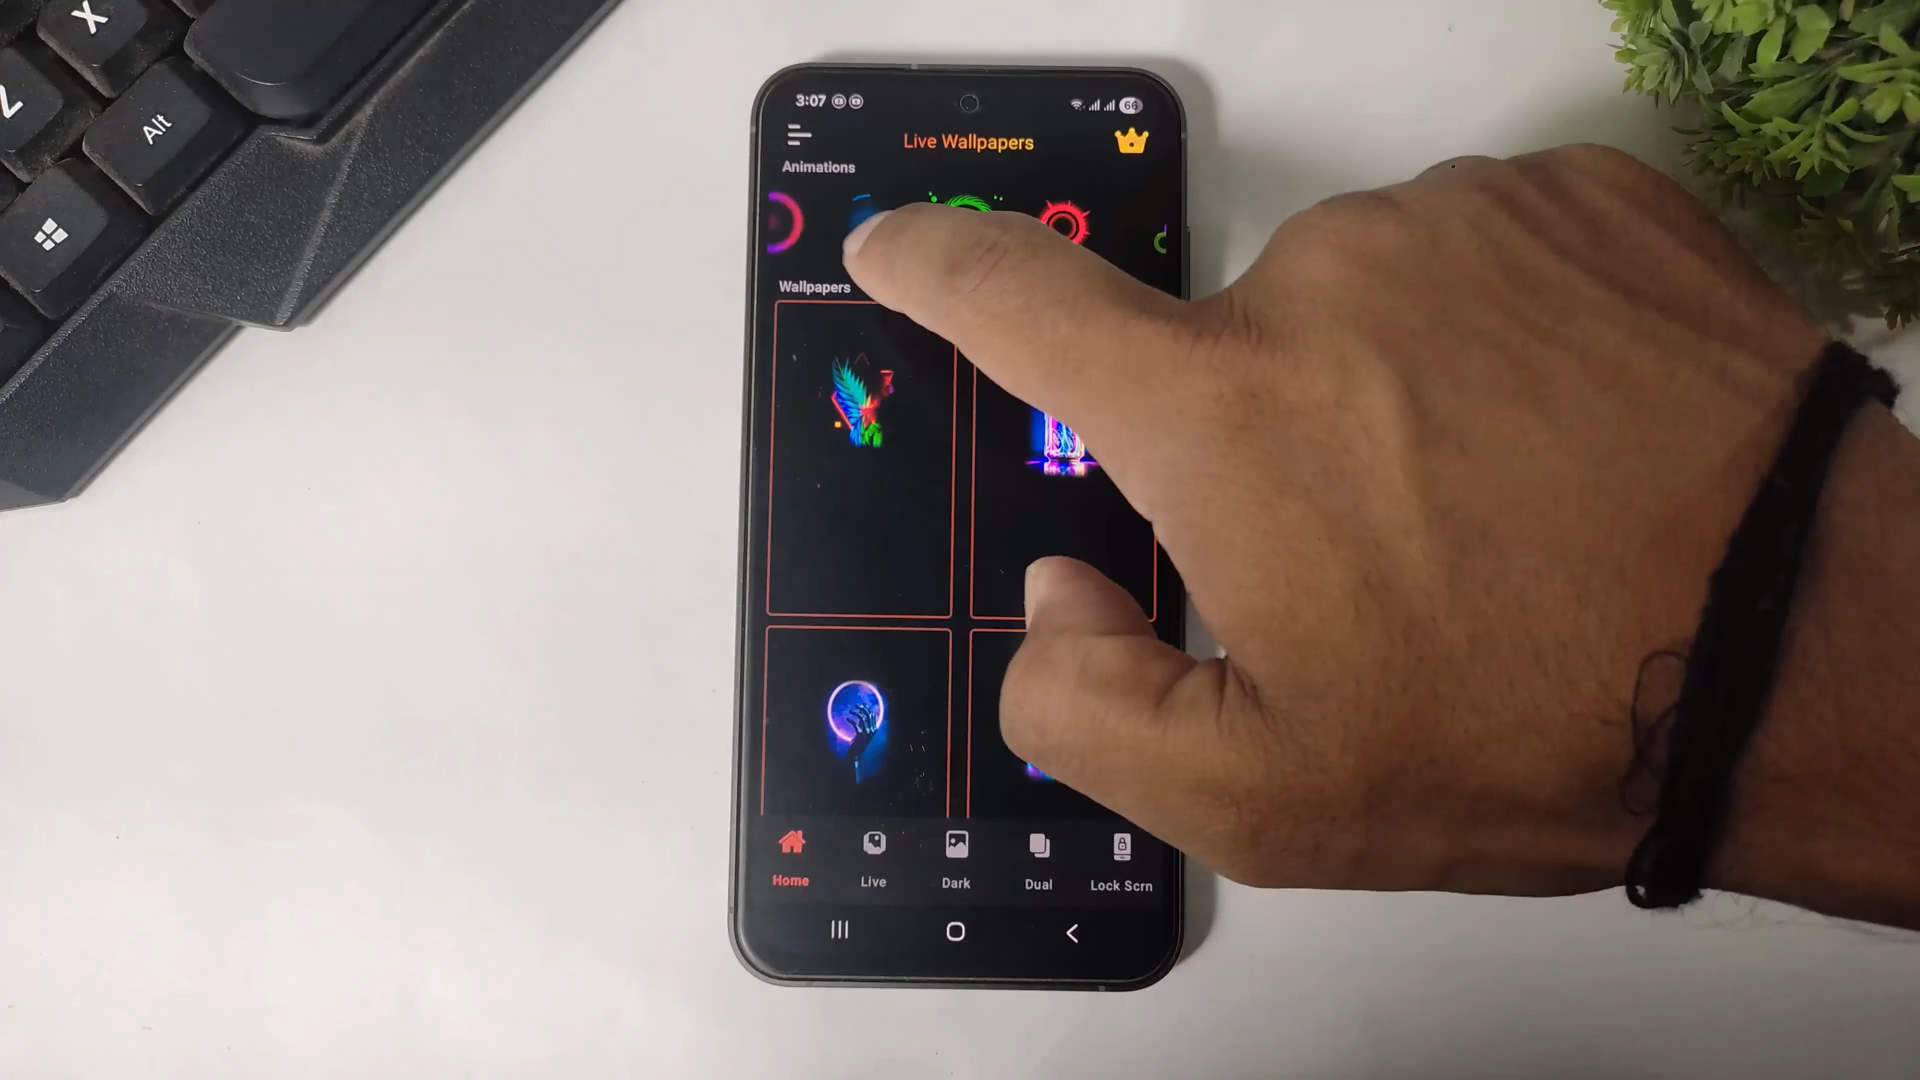 X
Z
Alt
3:07
66
Live Wallpapers
Animations
Wallpapers
Home
Live
Dark
Dual
Lock Scrn